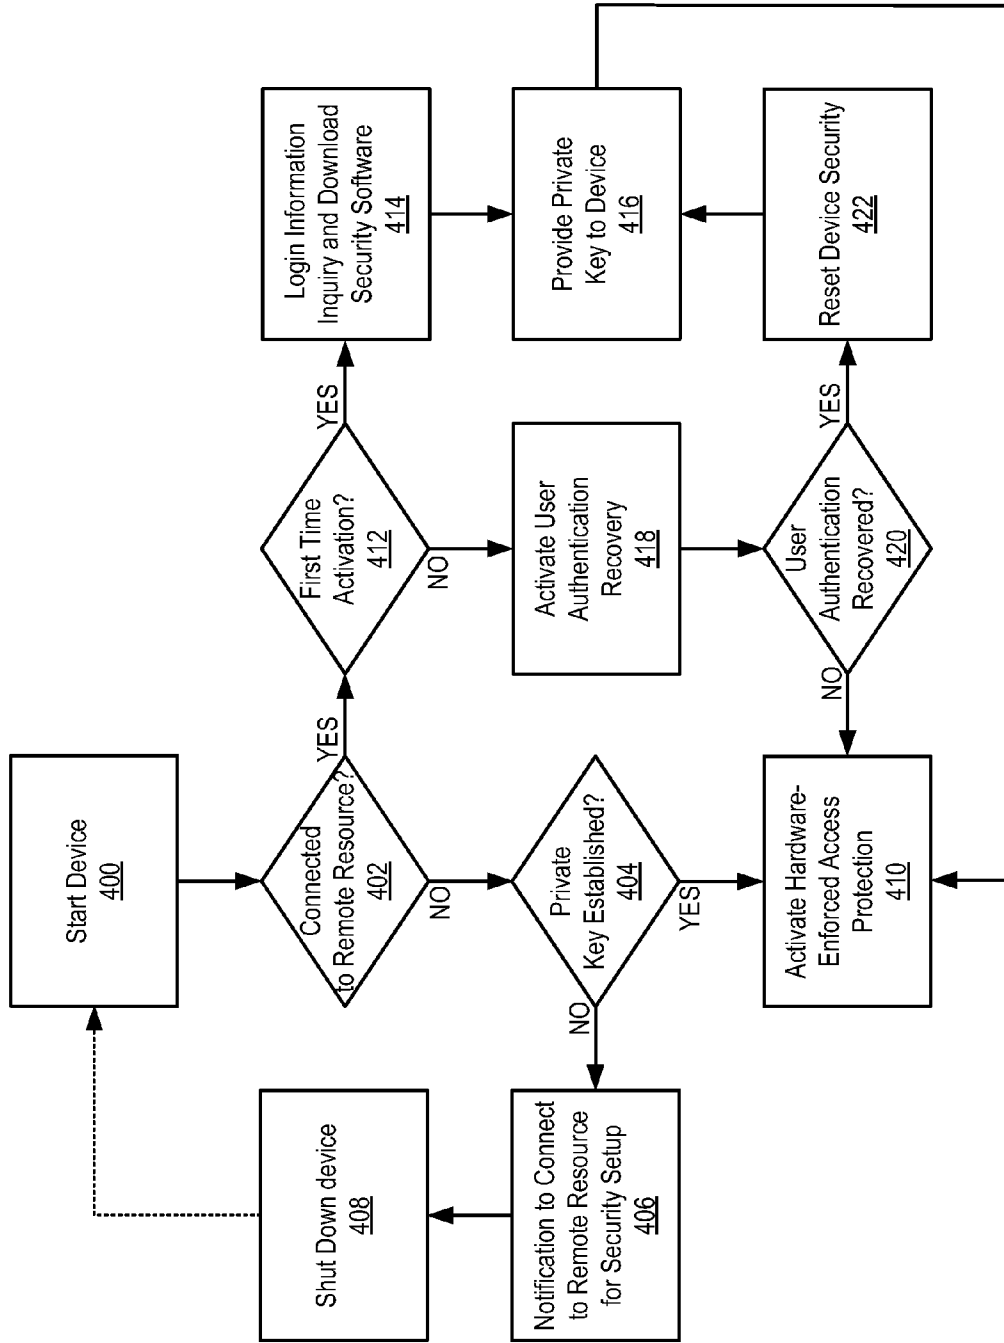 Start Device
400
Connected
to Remote Resource?
402
YES
NO
First Time
Activation?
412
YES
NO
Login Information
Inquiry and Download
Security Software
414
Shut Down device
408
Notification to Connect
to Remote Resource
for Security Setup
406
NO
Private
Key Established?
404
YES
Activate User
Authentication
Recovery
418
Provide Private
Key to Device
416
Activate Hardware-
Enforced Access
Protection
410
NO
User
Authentication
Recovered?
420
YES
Reset Device Security
422